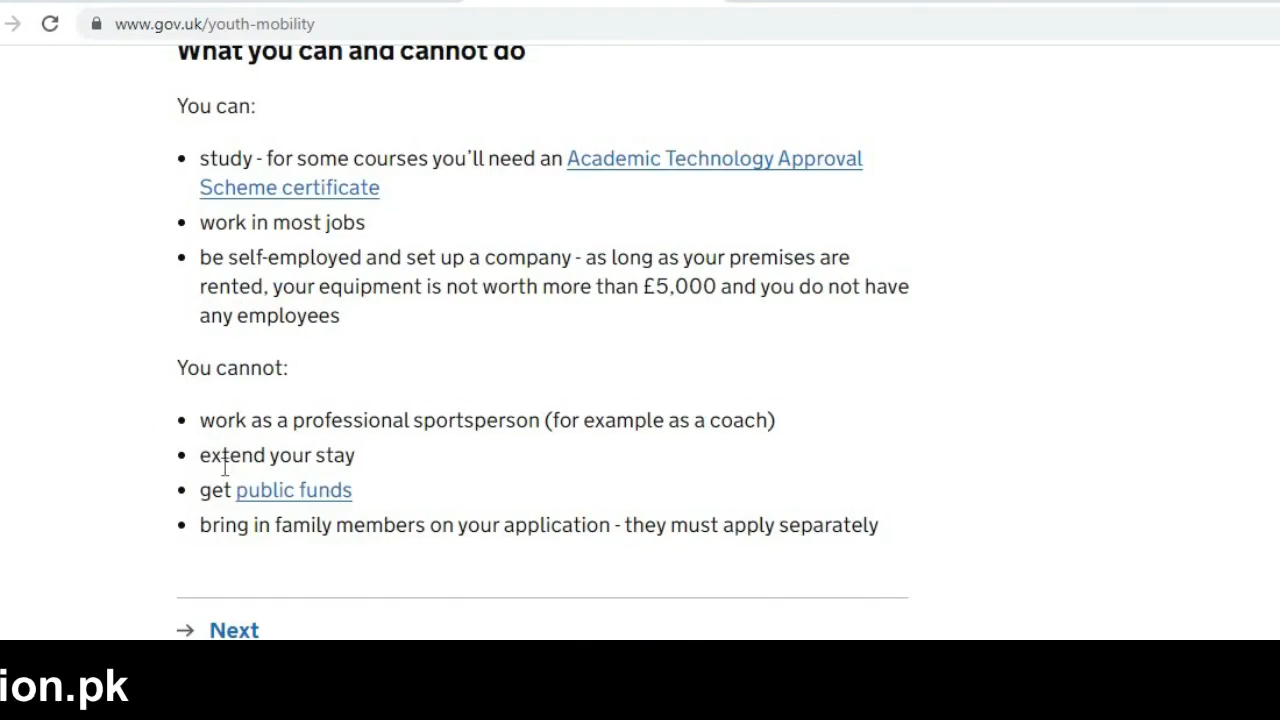 www.gov.uk/youth-mobility
What you can and cannot do
You can:
study - for some courses you'll need an Academic Technology Approval
Scheme certificate
work in most jobs
be self-employed and set up a company - as long as your premises are
rented, your equipment is not worth more than £5,000 and you do not have
any employees
You cannot:
work as a professional sportsperson (for example as a coach)
extend your stay
get public funds
bring in family members on your application - they must apply separately
→ Next
ion.pk